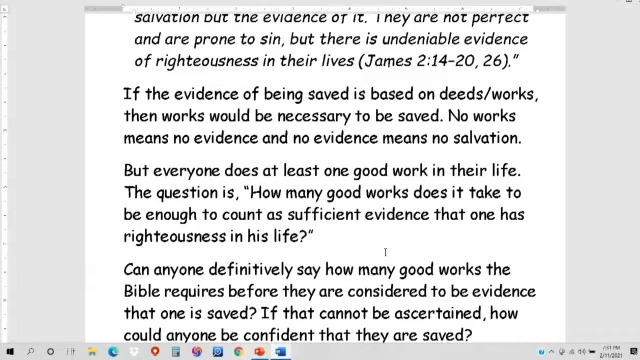 salvation but the evidence of it. They are not perfect
and are prone to sin, but there is undeniable evidence
of righteousness in their lives (James 2:14–20, 26).”
If the evidence of being saved is based on deeds/works,
then works would be necessary to be saved. No works
means no evidence and no evidence means no salvation.
But everyone does at least one good work in their life.
The question is, “How many good works does it take to
be enough to count as sufficient evidence that one has
righteousness in his life?”
Can anyone definitively say how many good works the
Bible requires before they are considered to be evidence
that one is saved? If that cannot be ascertained, how
could anyone be confident that they are saved?
7:51 PM
2/11/2021